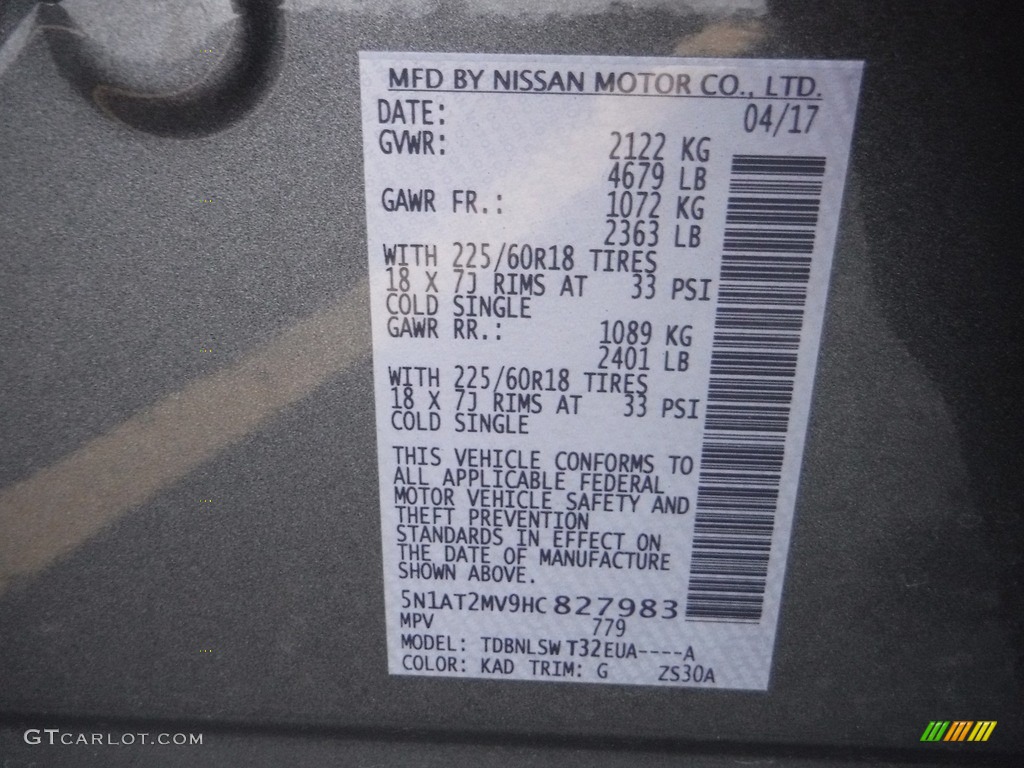 MFD BY NISSAN MOTOR CO., LTD.
DATE: 04/17
GVWR: 2122 KG
4679 LB
GAWR FR.: 1072 KG
2363 LB
WITH 225/60R18 TIRES
18 X 7J RIMS AT 33 PSI
COLD SINGLE
GAWR RR.: 1089 KG
2401 LB
WITH 225/60R18 TIRES
18 X 7J RIMS AT 33 PSI
COLD SINGLE
THIS VEHICLE CONFORMS TO
ALL APPLICABLE FEDERAL
MOTOR VEHICLE SAFETY AND
THEFT PREVENTION
STANDARDS IN EFFECT ON
THE DATE OF MANUFACTURE
SHOWN ABOVE.
5N1AT2MV9HC827983
MPV 779
MODEL: TDBNLSW T32EUA----A
COLOR: KAD TRIM: G ZS30A
GTCARLOT.COM